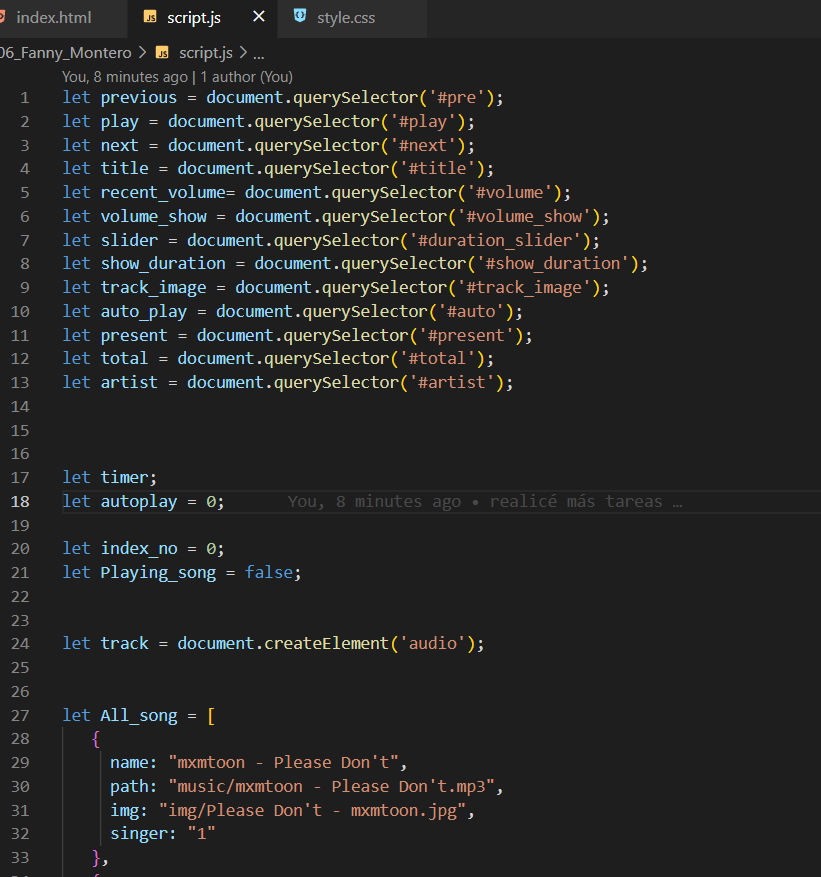 index.html
JS script.js ×
style.css
06_Fanny_Montero > JS script.js > ...
You, 8 minutes ago | 1 author (You)
1 let previous = document.querySelector('#pre');
2 let play = document.querySelector('#play');
3 let next = document.querySelector('#next');
4 let title = document.querySelector('#title');
5 let recent_volume= document.querySelector('#volume');
6 let volume_show = document.querySelector('#volume_show');
7 let slider = document.querySelector('#duration_slider');
8 let show_duration = document.querySelector('#show_duration');
9 let track_image = document.querySelector('#track_image');
10 let auto_play = document.querySelector('#auto');
11 let present = document.querySelector('#present');
12 let total = document.querySelector('#total');
13 let artist = document.querySelector('#artist');
14
15
16
17 let timer;
18 let autoplay = 0; You, 8 minutes ago • realicé más tareas …
19
20 let index_no = 0;
21 let Playing_song = false;
22
23
24 let track = document.createElement('audio');
25
26
27 let All_song = [
28 {
29 name: "mxmtoon - Please Don't",
30 path: "music/mxmtoon - Please Don't.mp3",
31 img: "img/Please Don't - mxmtoon.jpg",
32 singer: "1"
33 },